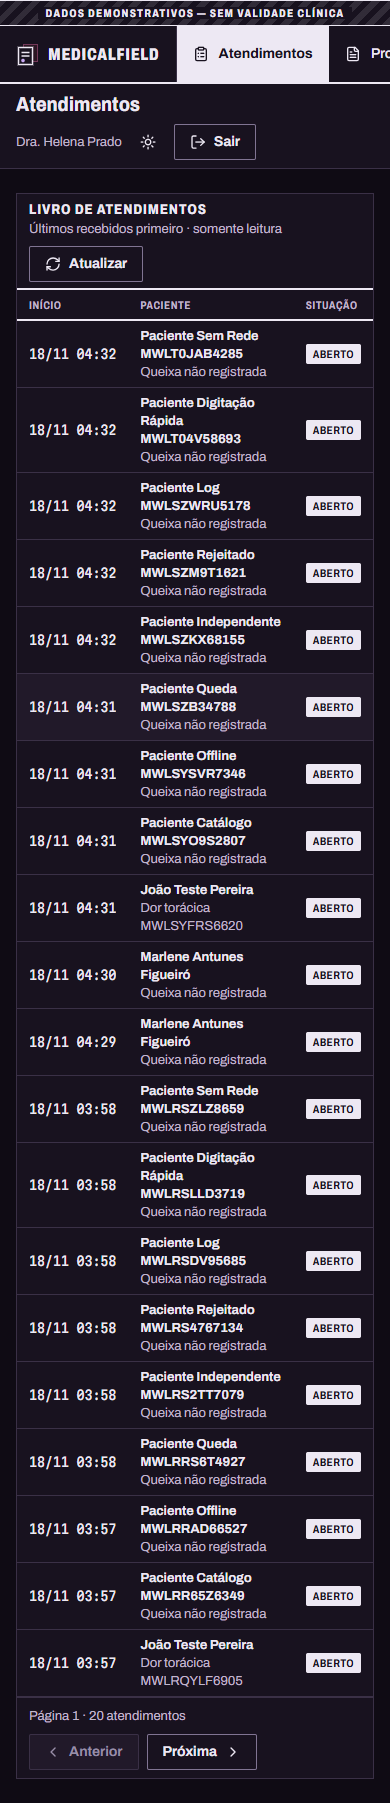 DADOS DEMONSTRATIVOS — SEM VALIDADE CLÍNICA
MEDICALFIELD
Atendimentos
Pro
Atendimentos
Dra. Helena Prado
Sair
LIVRO DE ATENDIMENTOS
Últimos recebidos primeiro · somente leitura
Atualizar
INÍCIO PACIENTE SITUAÇÃO
Paciente Sem Rede
18/11 04:32 MWLT0JAB4285 ABERTO
Queixa não registrada
Paciente Digitação
Rápida
18/11 04:32 MWLT04V58693 ABERTO
Queixa não registrada
Paciente Log
18/11 04:32 MWLSZWRU5178 ABERTO
Queixa não registrada
Paciente Rejeitado
18/11 04:32 MWLSZM9T1621 ABERTO
Queixa não registrada
Paciente Independente
18/11 04:32 MWLSZKX68155 ABERTO
Queixa não registrada
Paciente Queda
18/11 04:31 MWLSZB34788 ABERTO
Queixa não registrada
Paciente Offline
18/11 04:31 MWLSYSVR7346 ABERTO
Queixa não registrada
Paciente Catálogo
18/11 04:31 MWLSYO9S2807 ABERTO
Queixa não registrada
João Teste Pereira
18/11 04:31 Dor torácica ABERTO
MWLSYFRS6620
Marlene Antunes
18/11 04:30 Figueiró ABERTO
Queixa não registrada
Marlene Antunes
18/11 04:29 Figueiró ABERTO
Queixa não registrada
Paciente Sem Rede
18/11 03:58 MWLRSZLZ8659 ABERTO
Queixa não registrada
Paciente Digitação
Rápida
18/11 03:58 MWLRSLLD3719 ABERTO
Queixa não registrada
Paciente Log
18/11 03:58 MWLRSDV95685 ABERTO
Queixa não registrada
Paciente Rejeitado
18/11 03:58 MWLRS4767134 ABERTO
Queixa não registrada
Paciente Independente
18/11 03:58 MWLRS2TT7079 ABERTO
Queixa não registrada
Paciente Queda
18/11 03:58 MWLRRS6T4927 ABERTO
Queixa não registrada
Paciente Offline
18/11 03:57 MWLRRAD66527 ABERTO
Queixa não registrada
Paciente Catálogo
18/11 03:57 MWLRR65Z6349 ABERTO
Queixa não registrada
João Teste Pereira
18/11 03:57 Dor torácica ABERTO
MWLRQYLF6905
Página 1 · 20 atendimentos
Anterior Próxima